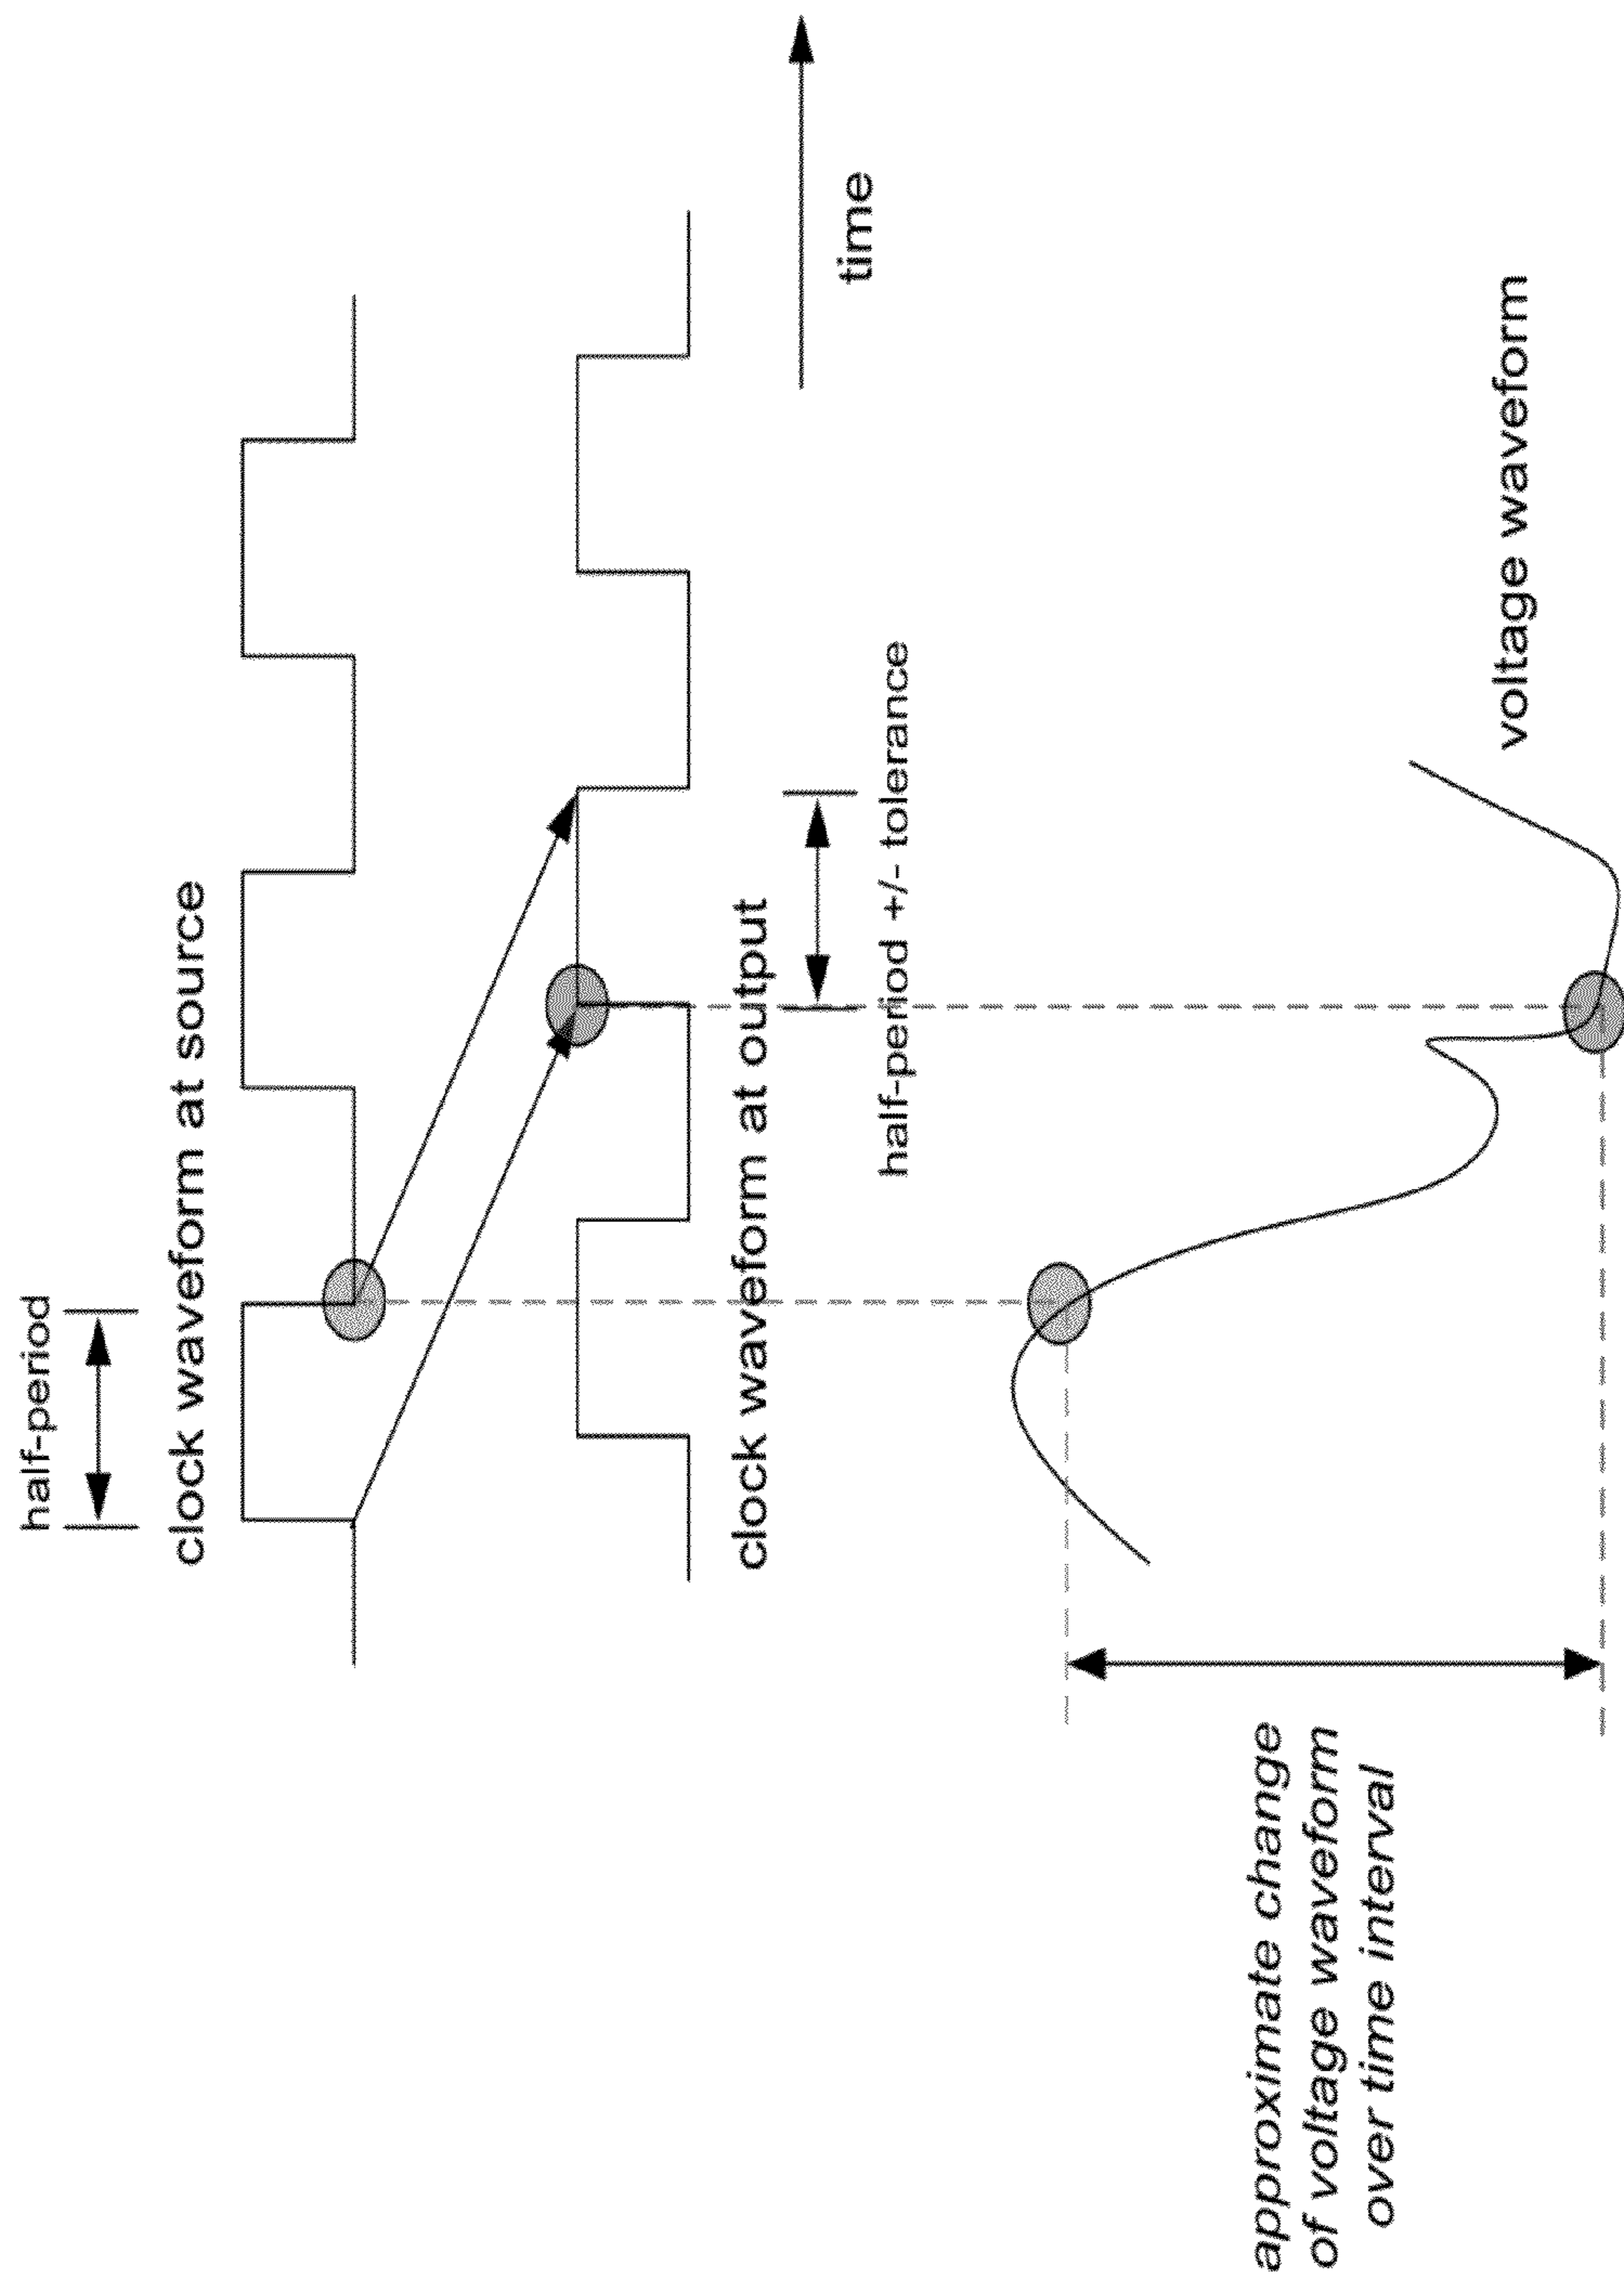 half-period
clock waveform at source
clock waveform at output
time
half-period +/- tolerance
voltage waveform
approximate change
of voltage waveform
over time interval